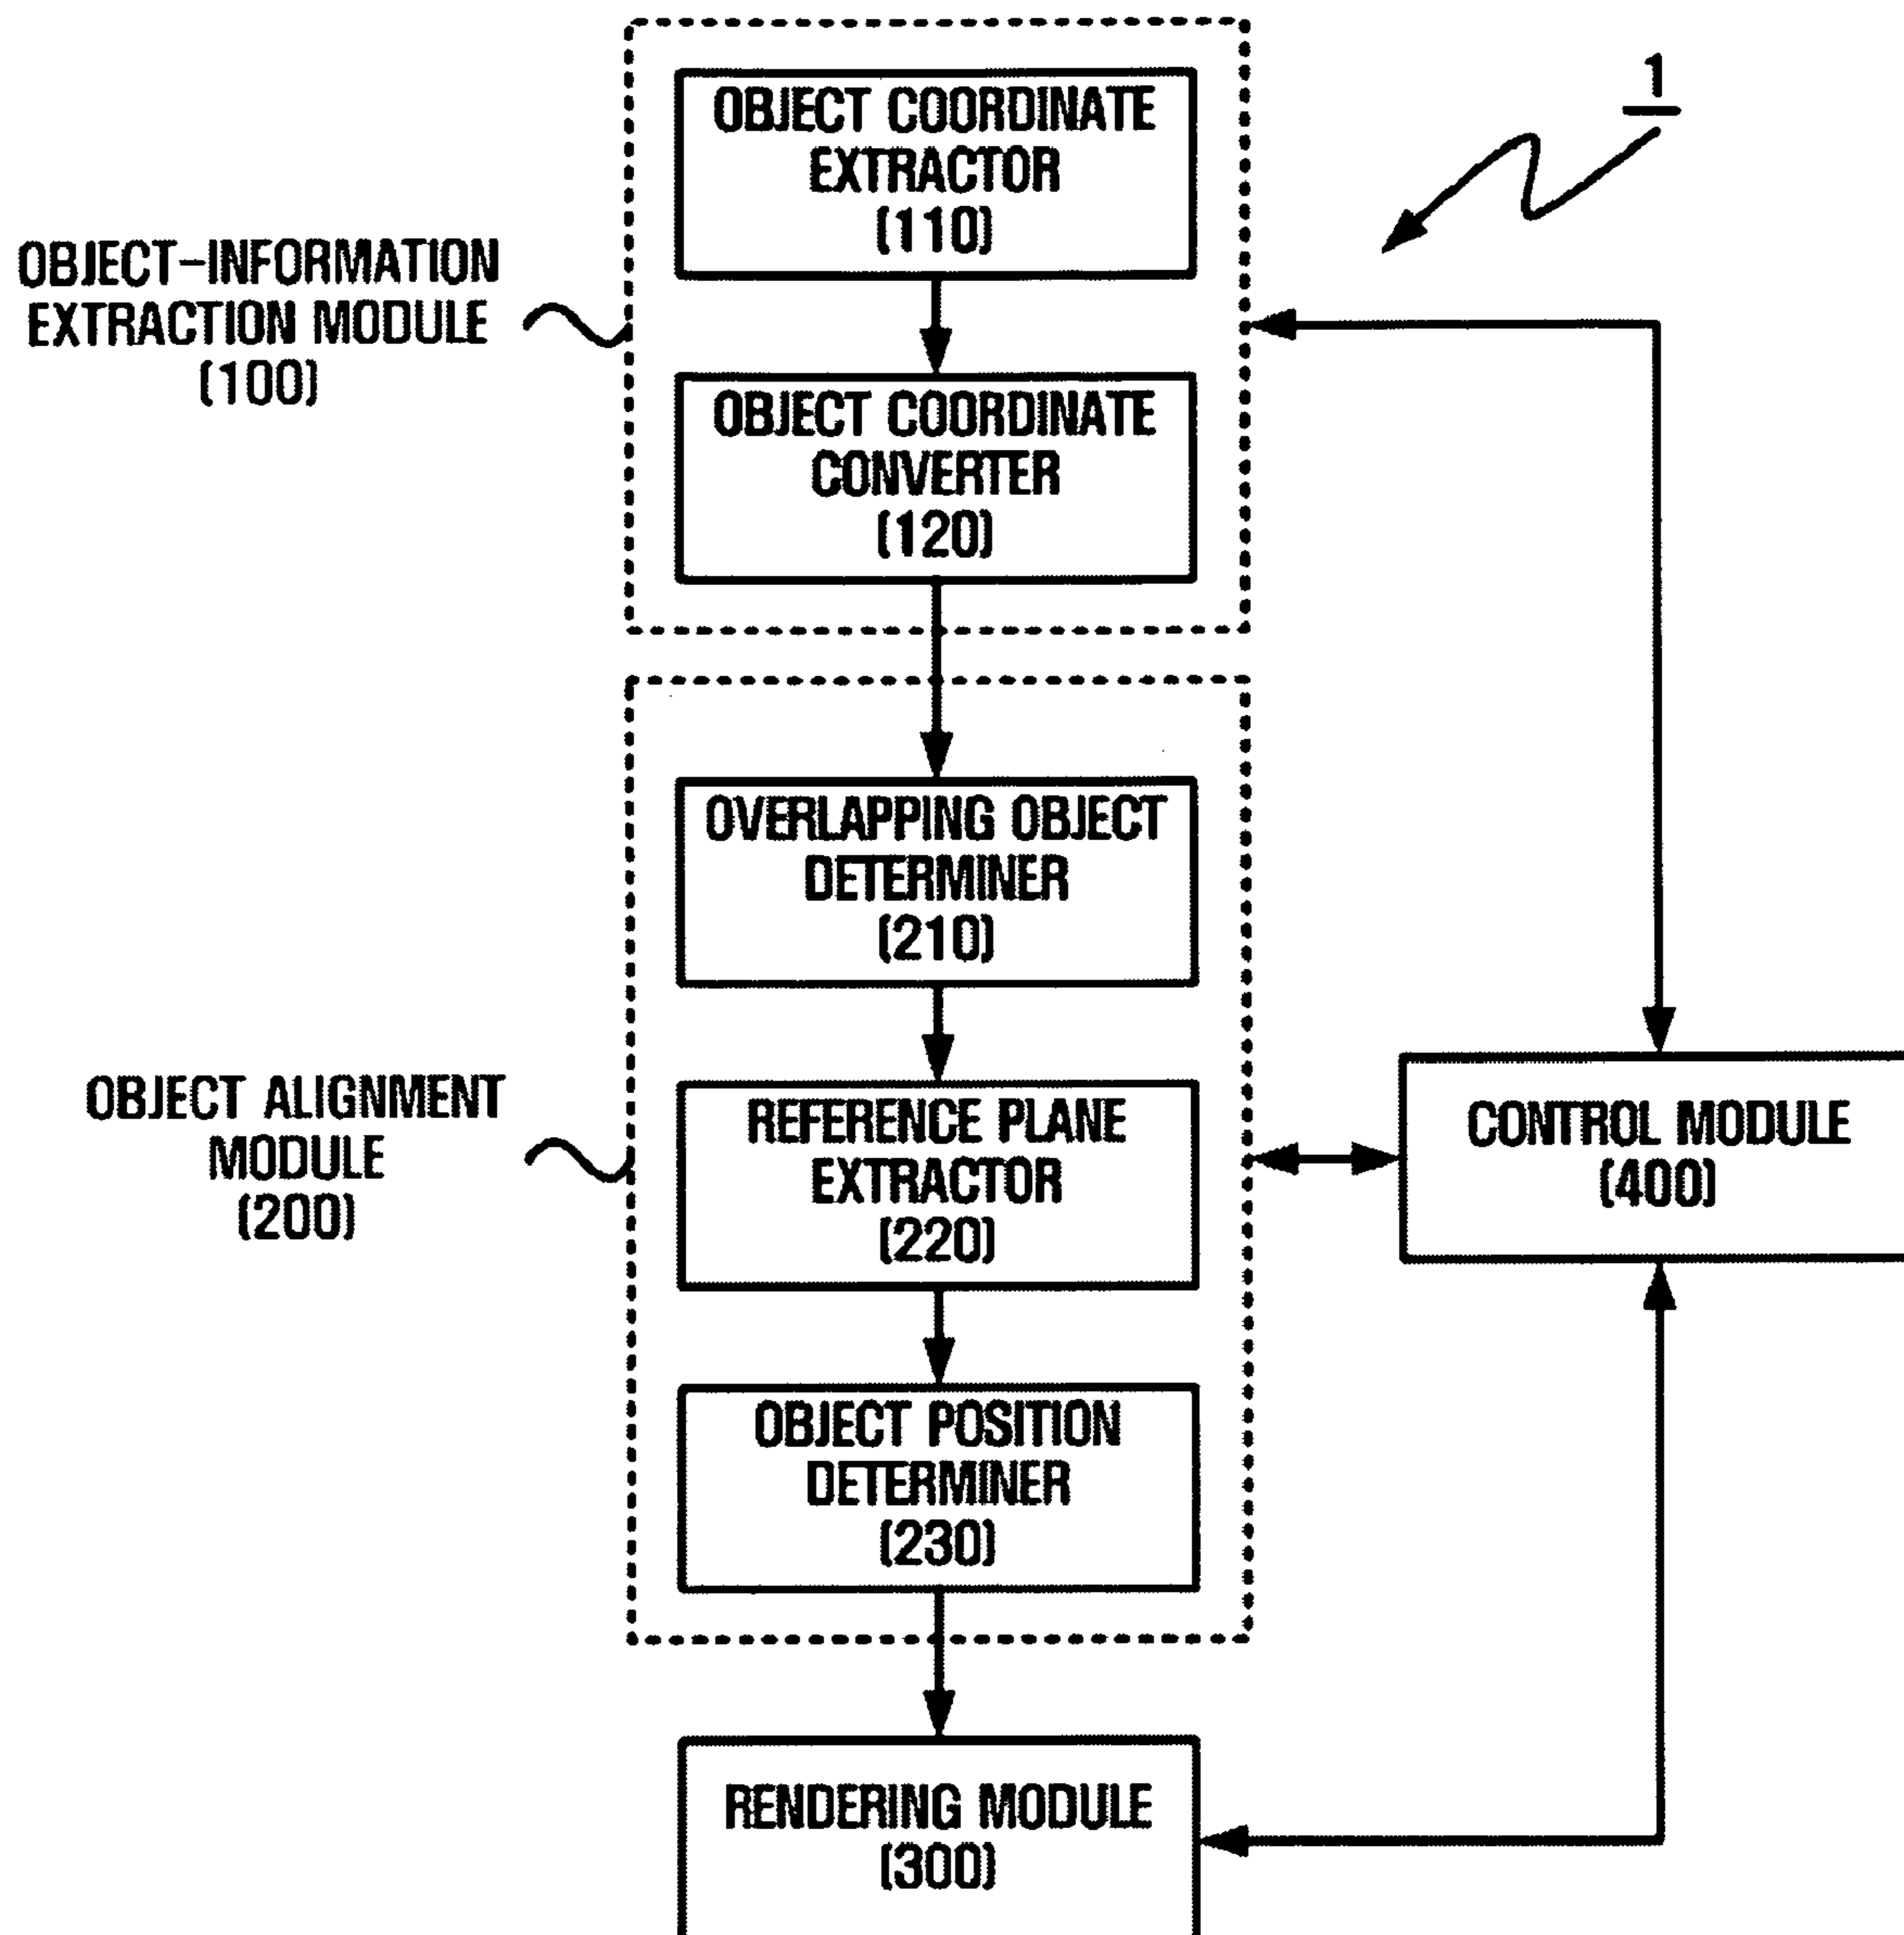 1
OBJECT COORDINATE
EXTRACTOR
(110)
OBJECT-INFORMATION
EXTRACTION MODULE
(100)
OBJECT COORDINATE
CONVERTER
(120)
OVERLAPPING OBJECT
DETERMINER
(210)
OBJECT ALIGNMENT
MODULE
(200)
REFERENCE PLANE
EXTRACTOR
(220)
CONTROL MODULE
(400)
OBJECT POSITION
DETERMINER
(230)
RENDERING MODULE
(300)